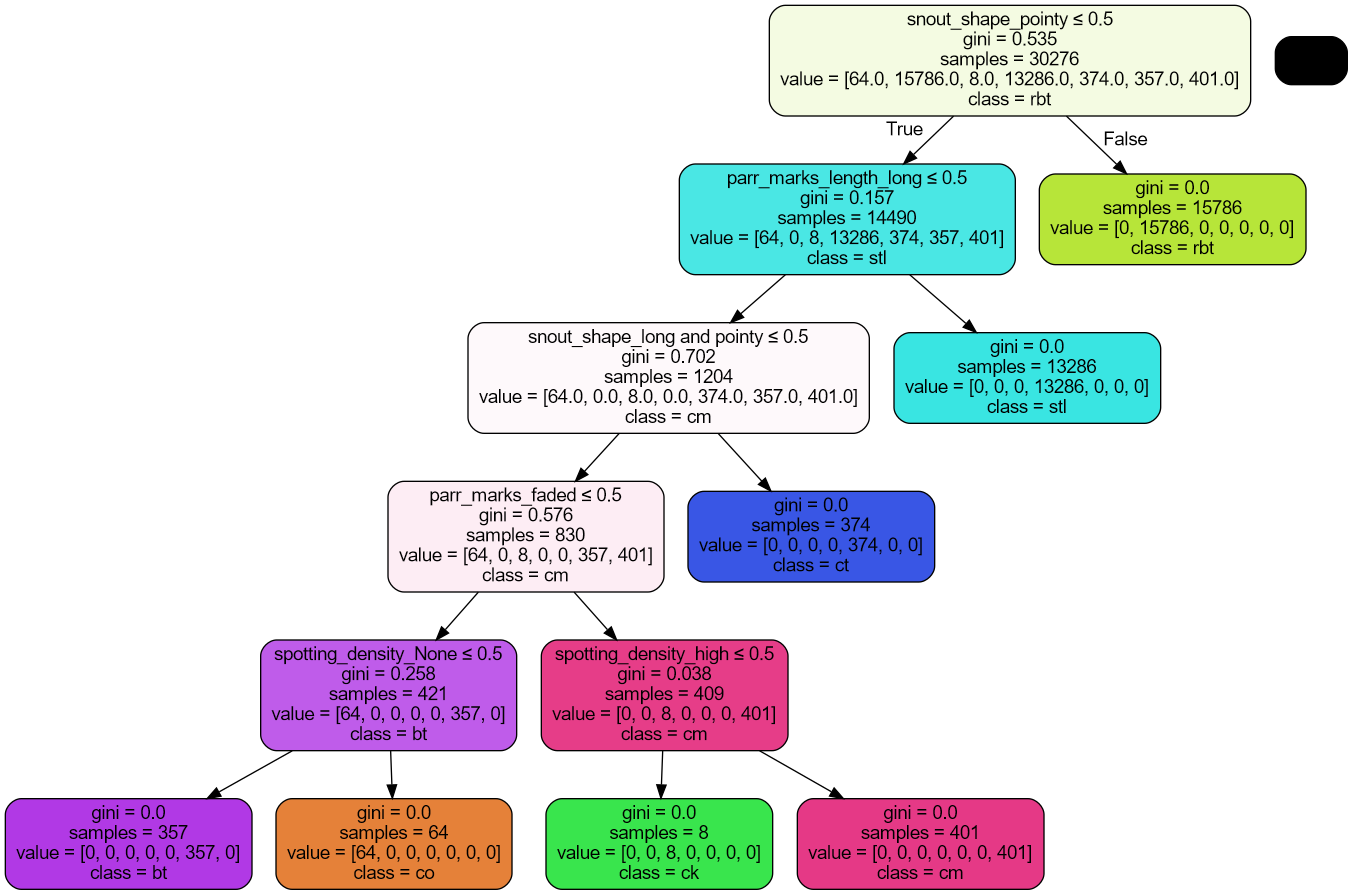 snout_shape_pointy ≤ 0.5
gini = 0.535
samples = 30276
value = [64.0, 15786.0, 8.0, 13286.0, 374.0, 357.0, 401.0]
class = rbt
True
False
parr_marks_length_long ≤ 0.5
gini = 0.157
samples = 14490
value = [64, 0, 8, 13286, 374, 357, 401]
class = stl
gini = 0.0
samples = 15786
value = [0, 15786, 0, 0, 0, 0, 0]
class = rbt
snout_shape_long and pointy ≤ 0.5
gini = 0.702
samples = 1204
value = [64.0, 0.0, 8.0, 0.0, 374.0, 357.0, 401.0]
class = cm
gini = 0.0
samples = 13286
value = [0, 0, 0, 13286, 0, 0, 0]
class = stl
parr_marks_faded ≤ 0.5
gini = 0.576
samples = 830
value = [64, 0, 8, 0, 0, 357, 401]
class = cm
gini = 0.0
samples = 374
value = [0, 0, 0, 0, 374, 0, 0]
class = ct
spotting_density_None ≤ 0.5
gini = 0.258
samples = 421
value = [64, 0, 0, 0, 0, 357, 0]
class = bt
spotting_density_high ≤ 0.5
gini = 0.038
samples = 409
value = [0, 0, 8, 0, 0, 0, 401]
class = cm
gini = 0.0
samples = 357
value = [0, 0, 0, 0, 0, 357, 0]
class = bt
gini = 0.0
samples = 64
value = [64, 0, 0, 0, 0, 0, 0]
class = co
gini = 0.0
samples = 8
value = [0, 0, 8, 0, 0, 0, 0]
class = ck
gini = 0.0
samples = 401
value = [0, 0, 0, 0, 0, 0, 401]
class = cm